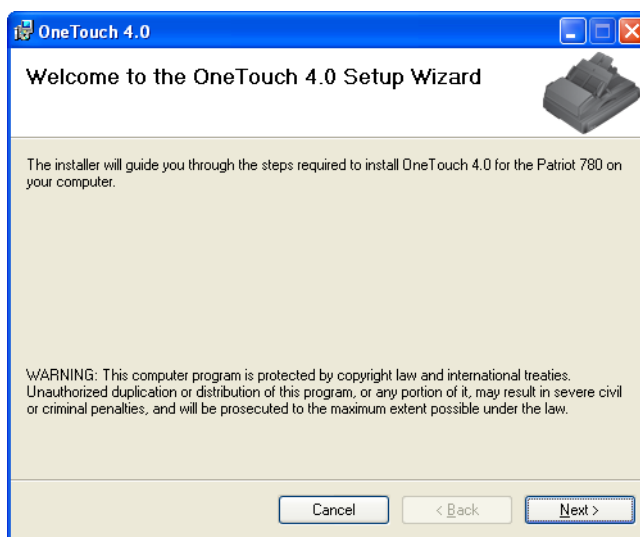 OneTouch 4.0
Welcome to the OneTouch 4.0 Setup Wizard
The installer will guide you through the steps required to install OneTouch 4.0 for the Patriot 780 on
your computer.
WARNING: This computer program is protected by copyright law and international treaties.
Unauthorized duplication or distribution of this program, or any portion of it, may result in severe civil
or criminal penalties, and will be prosecuted to the maximum extent possible under the law.
Cancel < Back Next >